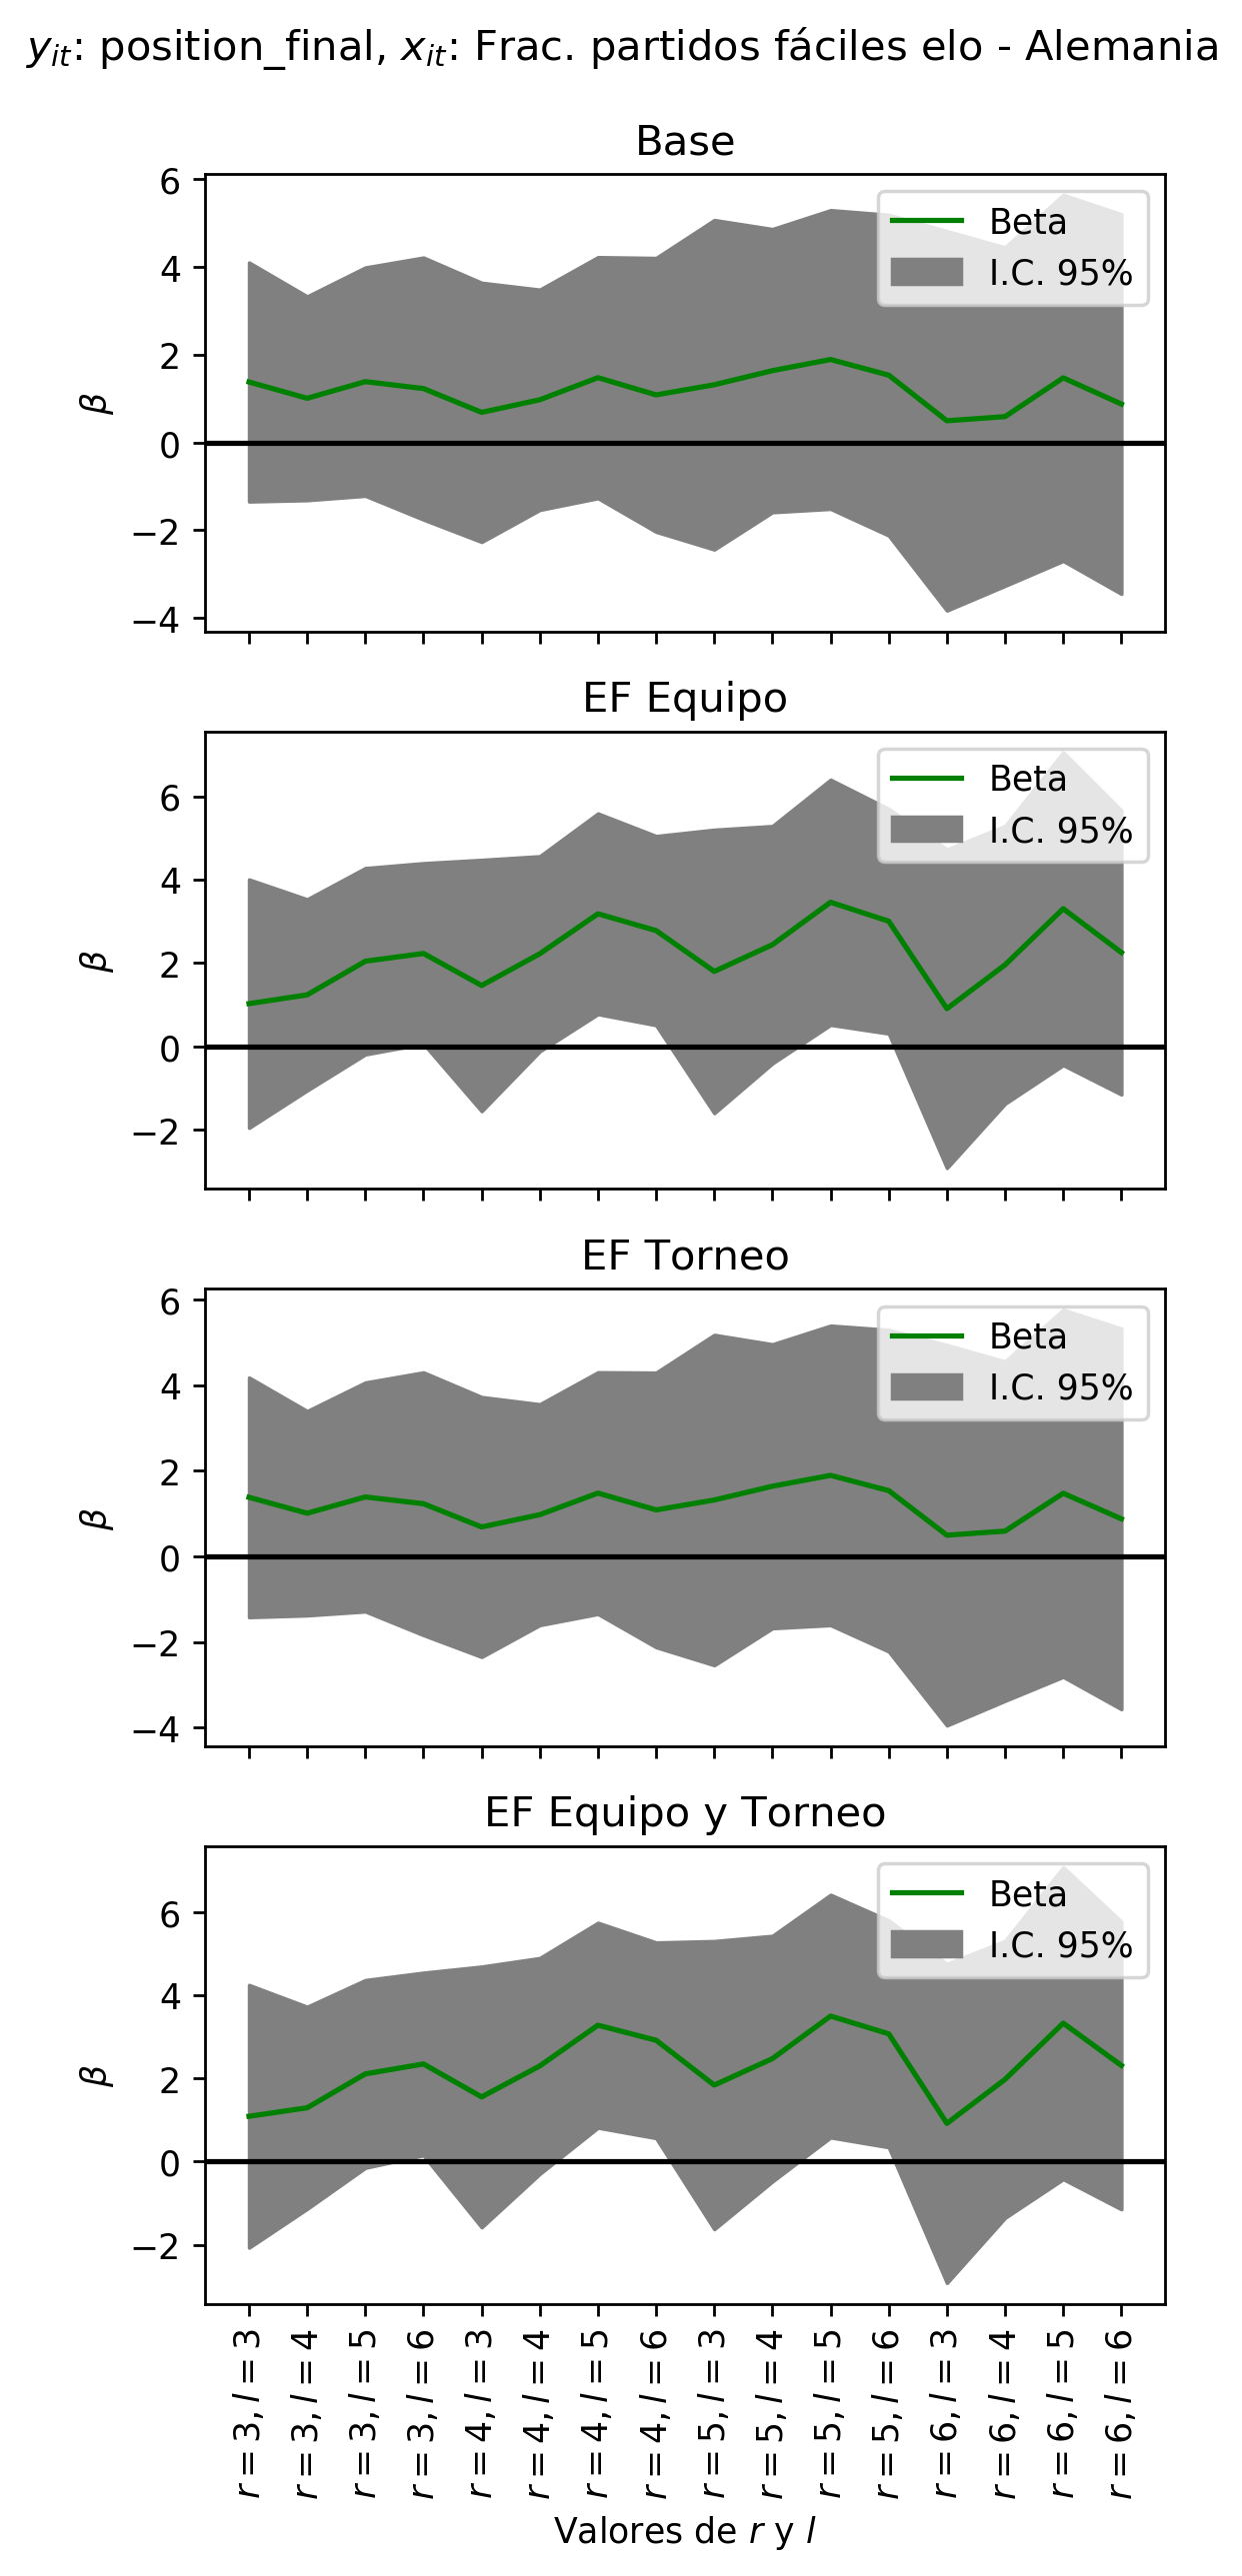 y_it: position_final, x_it: Frac. partidos fáciles elo - Alemania
Base
6
4
2
0
−2
−4
β
Beta
I.C. 95%
EF Equipo
6
4
2
0
−2
β
Beta
I.C. 95%
EF Torneo
6
4
2
0
−2
−4
β
Beta
I.C. 95%
EF Equipo y Torneo
6
4
2
0
−2
β
Beta
I.C. 95%
r = 3, l = 3
r = 3, l = 4
r = 3, l = 5
r = 3, l = 6
r = 4, l = 3
r = 4, l = 4
r = 4, l = 5
r = 4, l = 6
r = 5, l = 3
r = 5, l = 4
r = 5, l = 5
r = 5, l = 6
r = 6, l = 3
r = 6, l = 4
r = 6, l = 5
r = 6, l = 6
Valores de r y l